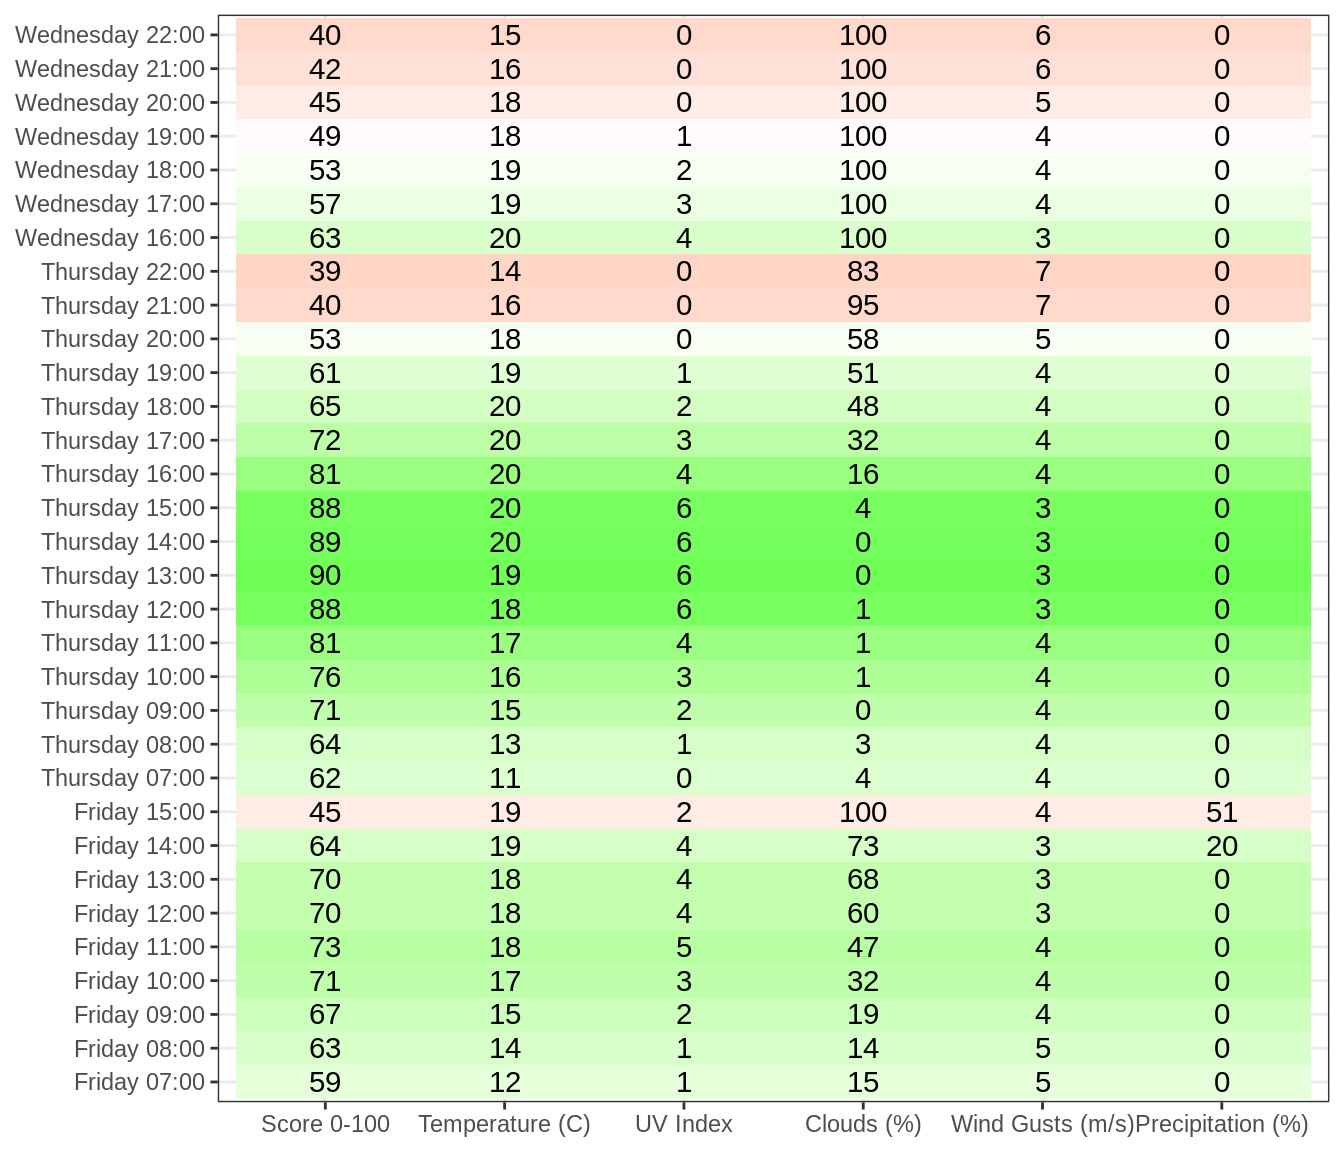 Wednesday 22:00 40 15 0 100 6 0
Wednesday 21:00 42 16 0 100 6 0
Wednesday 20:00 45 18 0 100 5 0
Wednesday 19:00 49 18 1 100 4 0
Wednesday 18:00 53 19 2 100 4 0
Wednesday 17:00 57 19 3 100 4 0
Wednesday 16:00 63 20 4 100 3 0
Thursday 22:00 39 14 0 83 7 0
Thursday 21:00 40 16 0 95 7 0
Thursday 20:00 53 18 0 58 5 0
Thursday 19:00 61 19 1 51 4 0
Thursday 18:00 65 20 2 48 4 0
Thursday 17:00 72 20 3 32 4 0
Thursday 16:00 81 20 4 16 4 0
Thursday 15:00 88 20 6 4 3 0
Thursday 14:00 89 20 6 0 3 0
Thursday 13:00 90 19 6 0 3 0
Thursday 12:00 88 18 6 1 3 0
Thursday 11:00 81 17 4 1 4 0
Thursday 10:00 76 16 3 1 4 0
Thursday 09:00 71 15 2 0 4 0
Thursday 08:00 64 13 1 3 4 0
Thursday 07:00 62 11 0 4 4 0
Friday 15:00 45 19 2 100 4 51
Friday 14:00 64 19 4 73 3 20
Friday 13:00 70 18 4 68 3 0
Friday 12:00 70 18 4 60 3 0
Friday 11:00 73 18 5 47 4 0
Friday 10:00 71 17 3 32 4 0
Friday 09:00 67 15 2 19 4 0
Friday 08:00 63 14 1 14 5 0
Friday 07:00 59 12 1 15 5 0
Score 0-100 Temperature (C) UV Index Clouds (%) Wind Gusts (m/s) Precipitation (%)